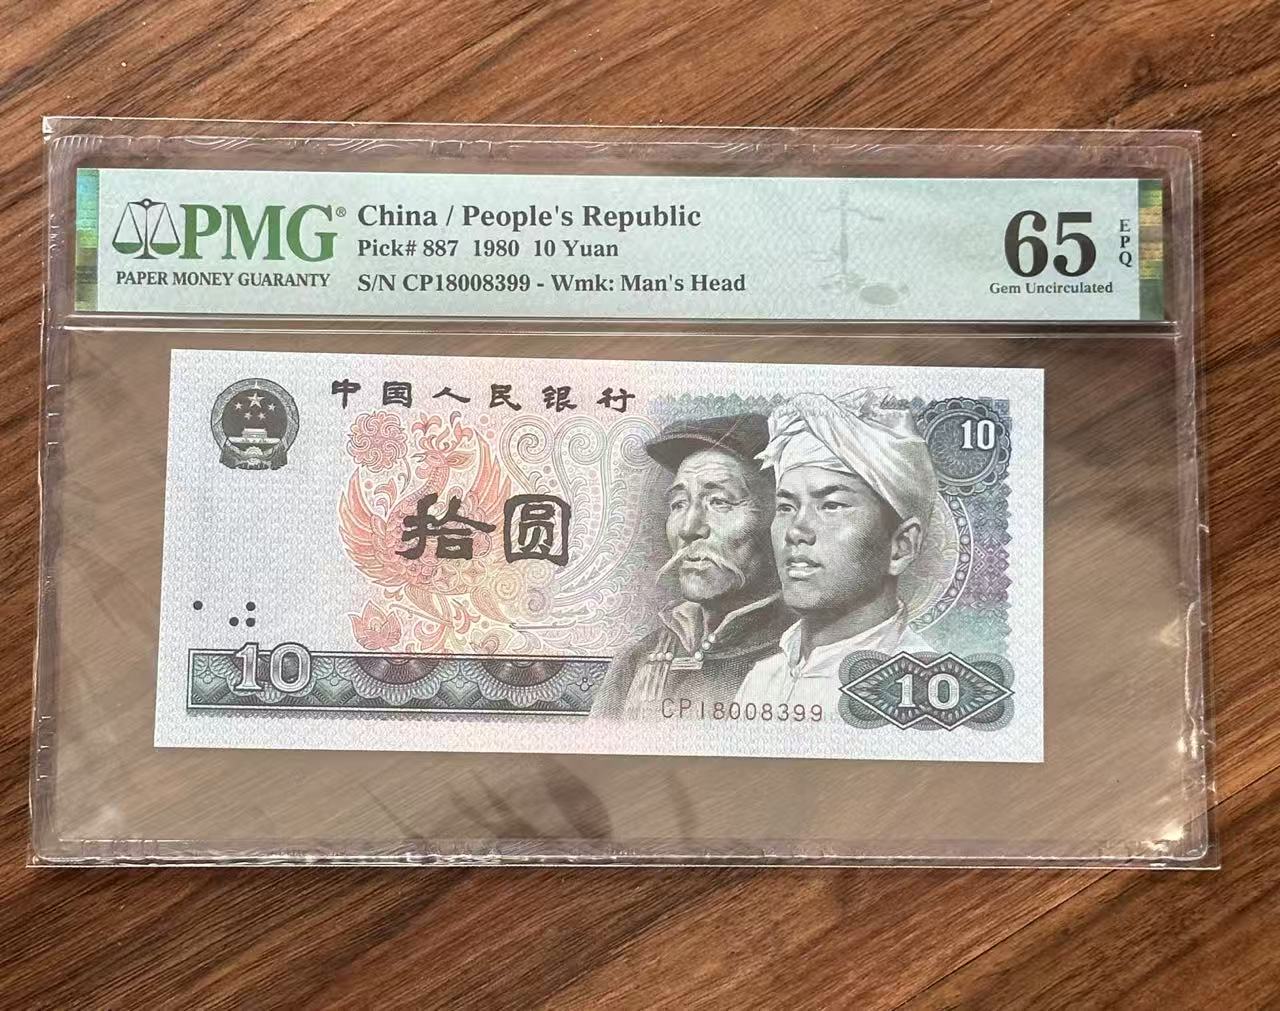 PMG®
PAPER MONEY GUARANTY
China / People's Republic
Pick# 887 1980 10 Yuan
S/N CP18008399 - Wmk: Man's Head
65
EPQ
Gem Uncirculated
中国人民银行
10
拾圆
10
CP18008399
10